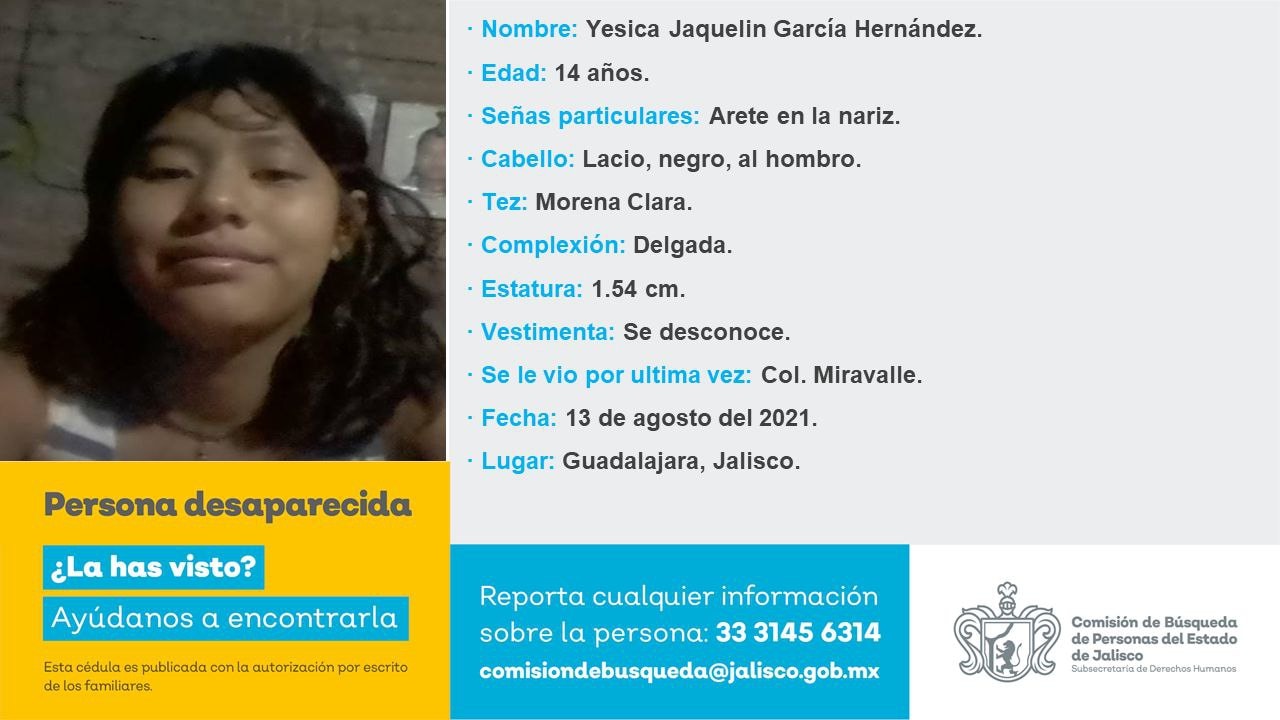 · Nombre: Yesica Jaquelin García Hernández.
· Edad: 14 años.
· Señas particulares: Arete en la nariz.
· Cabello: Lacio, negro, al hombro.
· Tez: Morena Clara.
· Complexión: Delgada.
· Estatura: 1.54 cm.
· Vestimenta: Se desconoce.
· Se le vio por ultima vez: Col. Miravalle.
· Fecha: 13 de agosto del 2021.
· Lugar: Guadalajara, Jalisco.
Persona desaparecida
¿La has visto?
Ayúdanos a encontrarla
Esta cédula es publicada con la autorización por escrito
de los familiares.
Reporta cualquier información
sobre la persona: 33 3145 6314
comisiondebusqueda@jalisco.gob.mx
Comisión de Búsqueda
de Personas del Estado
de Jalisco
Subsecretaría de Derechos Humanos